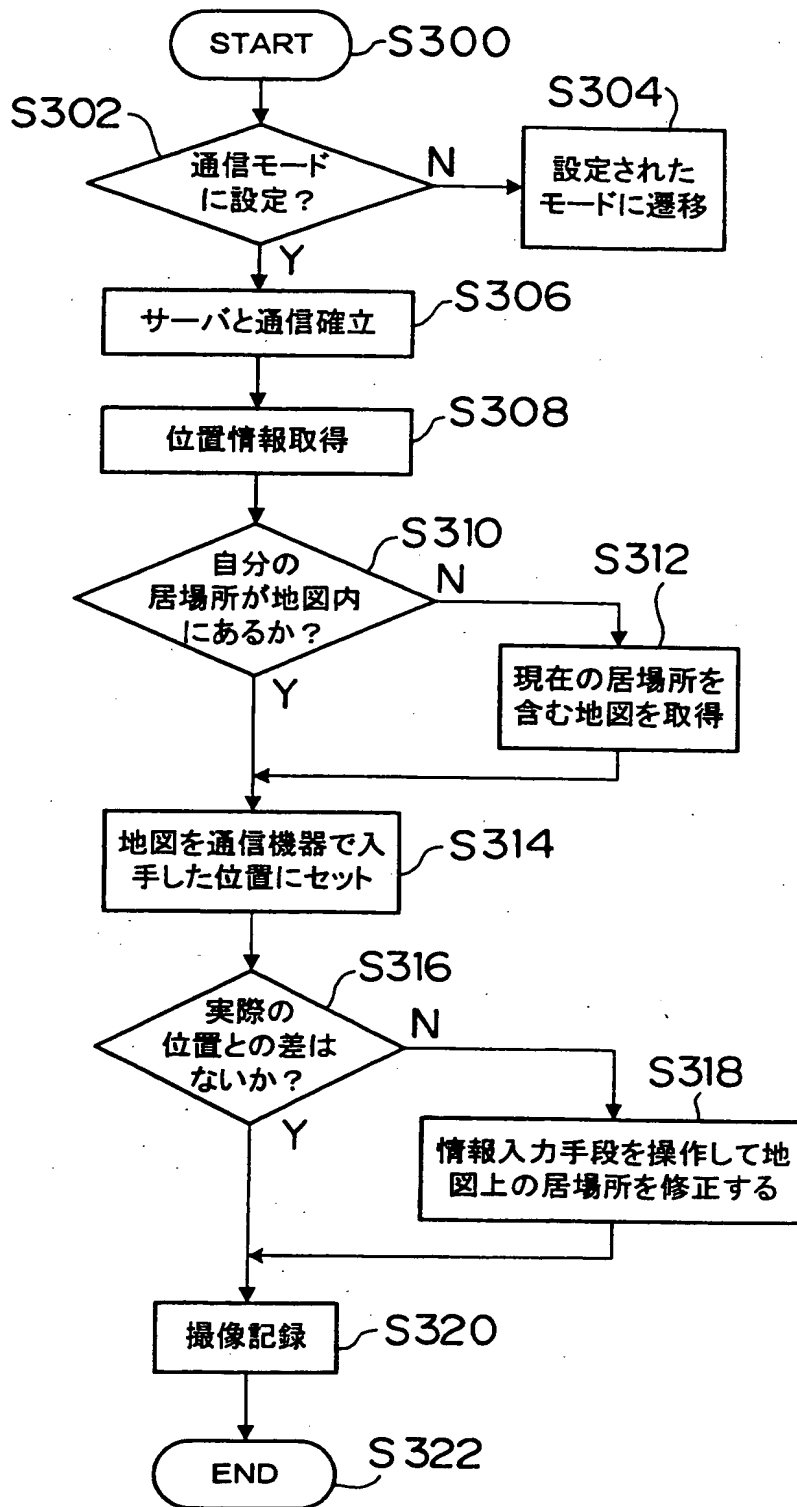 START
S300
S302
通信モード
に設定？
N
S304
設定された
モードに遷移
Y
サーバと通信確立
S306
位置情報取得
S308
自分の
居場所が地図内
にあるか？
S310
N
S312
現在の居場所を
含む地図を取得
Y
地図を通信機器で入
手した位置にセット
S314
実際の
位置との差は
ないか？
S316
N
S318
情報入力手段を操作して地
図上の居場所を修正する
Y
撮像記録
S320
END
S322